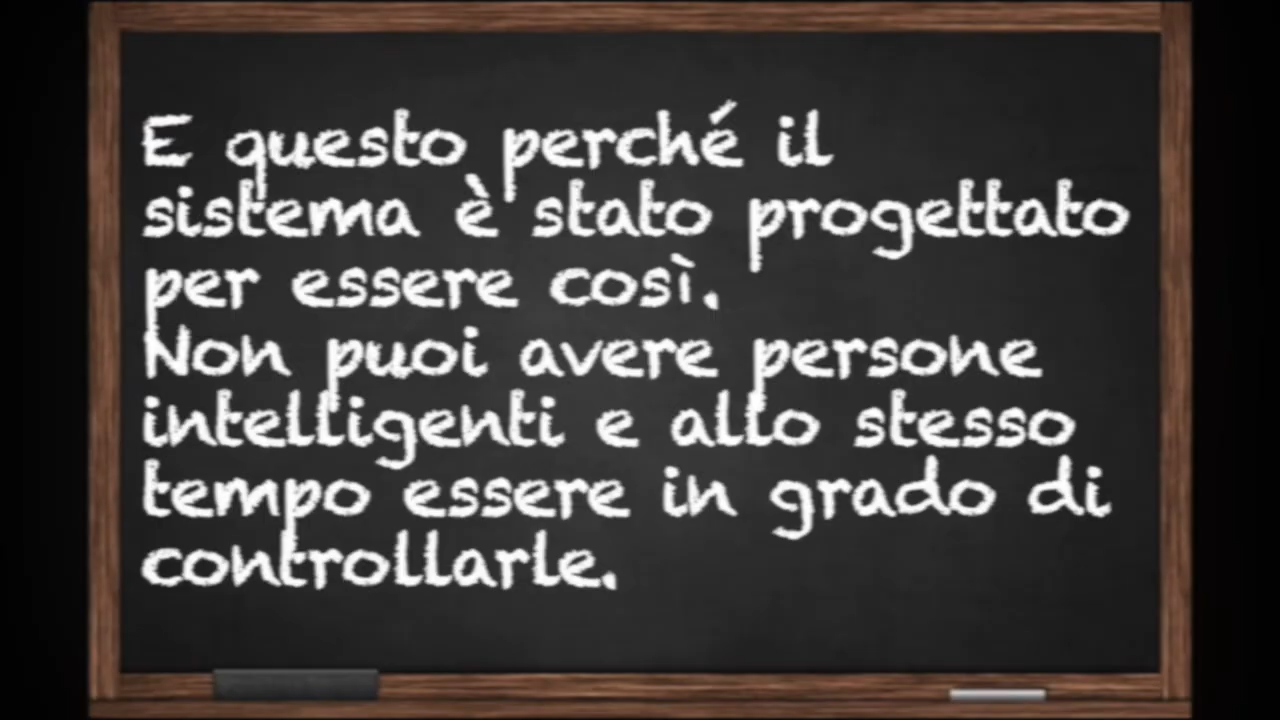 E questo perché il
sistema è stato progettato
per essere così.
Non puoi avere persone
intelligenti e allo stesso
tempo essere in grado di
controllarle.